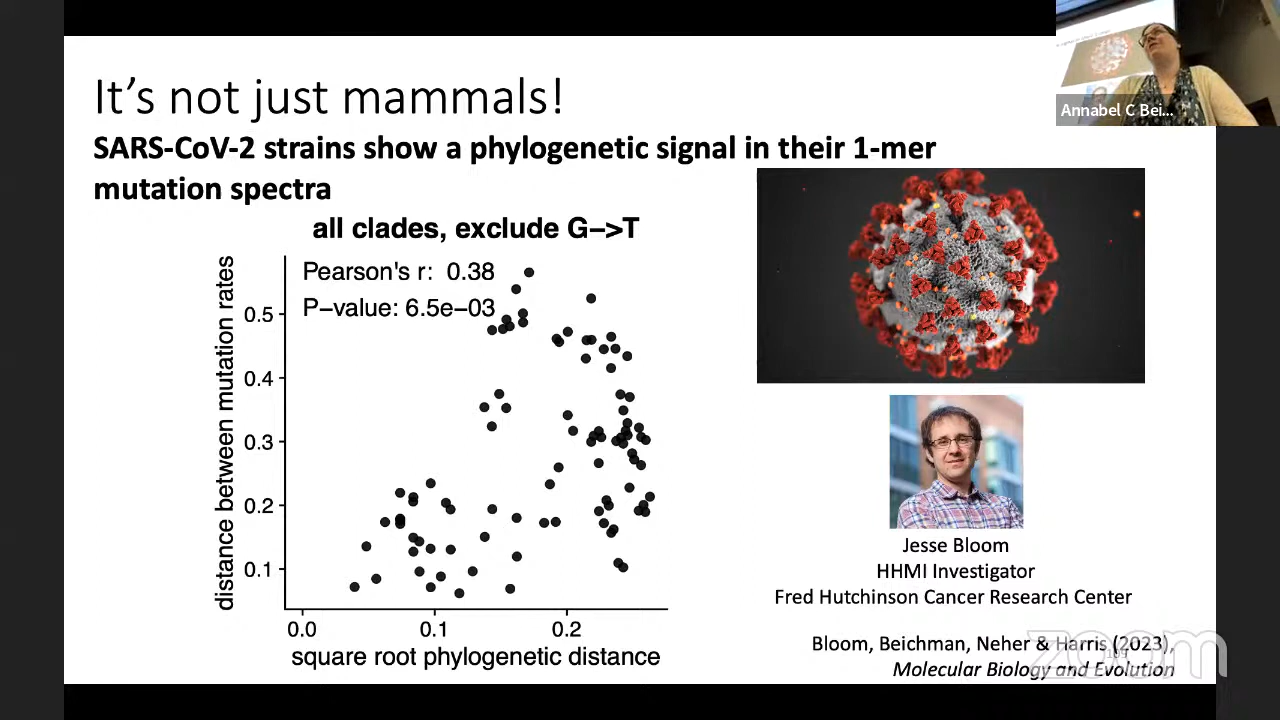 It's not just mammals!
SARS-CoV-2 strains show a phylogenetic signal in their 1-mer
mutation spectra
all clades, exclude G−>T
Pearson's r: 0.38
P−value: 6.5e−03
distance between mutation rates
0.5
0.4
0.3
0.2
0.1
0.0
0.1
0.2
square root phylogenetic distance
Annabel C Bei...
Jesse Bloom
HHMI Investigator
Fred Hutchinson Cancer Research Center
Bloom, Beichman, Neher & Harris (2023),
Molecular Biology and Evolution
zoom